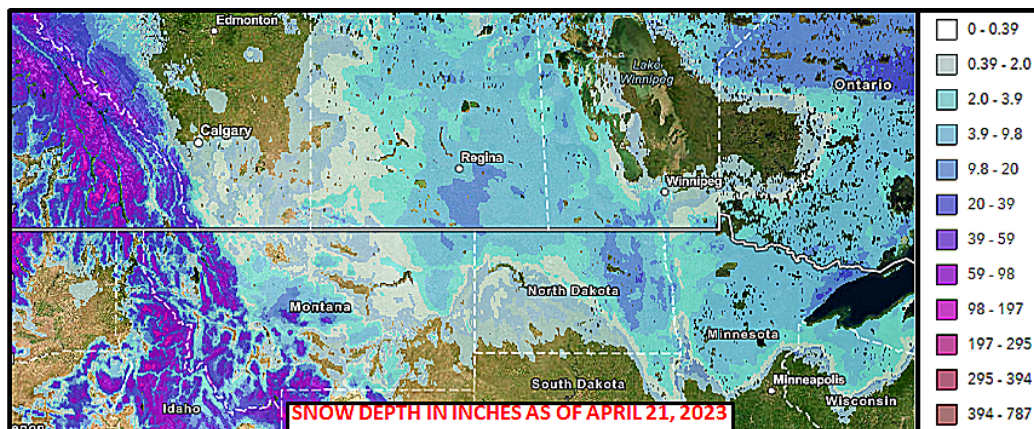 Edmonton
Calgary
Regina
Lake
Winnipeg
Winnipeg
Ontario
Montana
North Dakota
Minnesota
South Dakota
Minneapolis
Wisconsin
Idaho
SNOW DEPTH IN INCHES AS OF APRIL 21, 2023
0 - 0.39
0.39 - 2.0
2.0 - 3.9
3.9 - 9.8
9.8 - 20
20 - 39
39 - 59
59 - 98
98 - 197
197 - 295
295 - 394
394 - 787